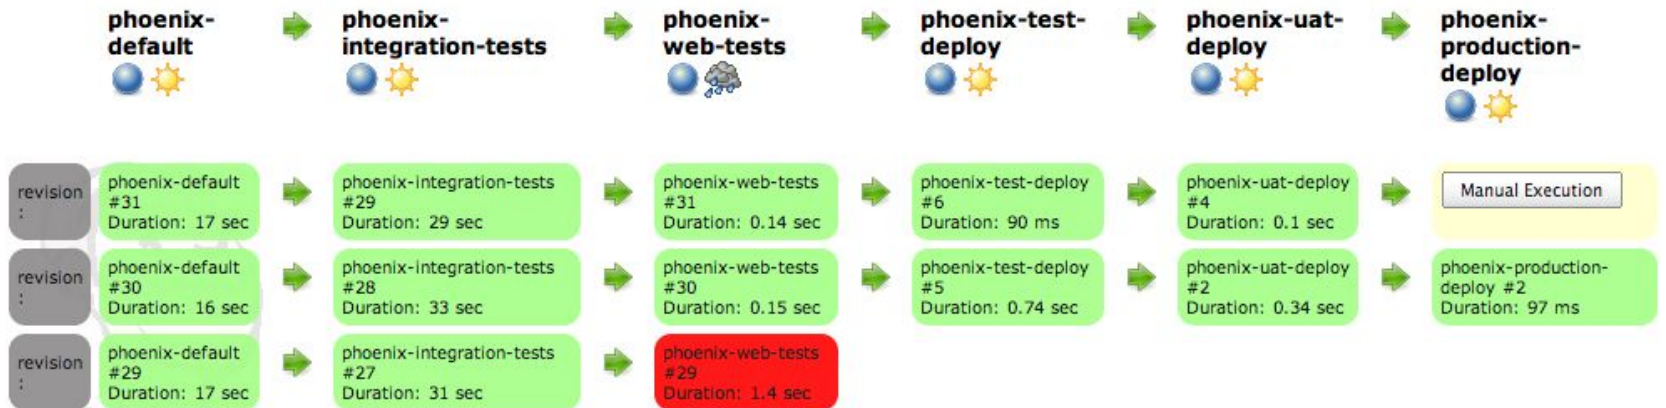 phoenix-
default
phoenix-
integration-tests
phoenix-
web-tests
phoenix-test-
deploy
phoenix-uat-
deploy
phoenix-
production-
deploy
revision
:
phoenix-default
#31
Duration: 17 sec
phoenix-integration-tests
#29
Duration: 29 sec
phoenix-web-tests
#31
Duration: 0.14 sec
phoenix-test-deploy
#6
Duration: 90 ms
phoenix-uat-deploy
#4
Duration: 0.1 sec
Manual Execution
revision
:
phoenix-default
#30
Duration: 16 sec
phoenix-integration-tests
#28
Duration: 33 sec
phoenix-web-tests
#30
Duration: 0.15 sec
phoenix-test-deploy
#5
Duration: 0.74 sec
phoenix-uat-deploy
#2
Duration: 0.34 sec
phoenix-production-
deploy #2
Duration: 97 ms
revision
:
phoenix-default
#29
Duration: 17 sec
phoenix-integration-tests
#27
Duration: 31 sec
phoenix-web-tests
#29
Duration: 1.4 sec